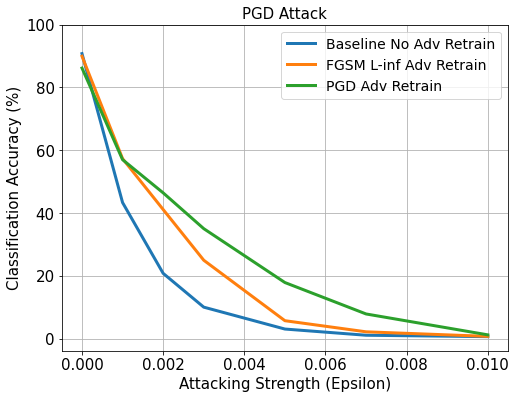 PGD Attack
Baseline No Adv Retrain
FGSM L-inf Adv Retrain
PGD Adv Retrain
Classification Accuracy (%)
100
80
60
40
20
0
0.000 0.002 0.004 0.006 0.008 0.010
Attacking Strength (Epsilon)